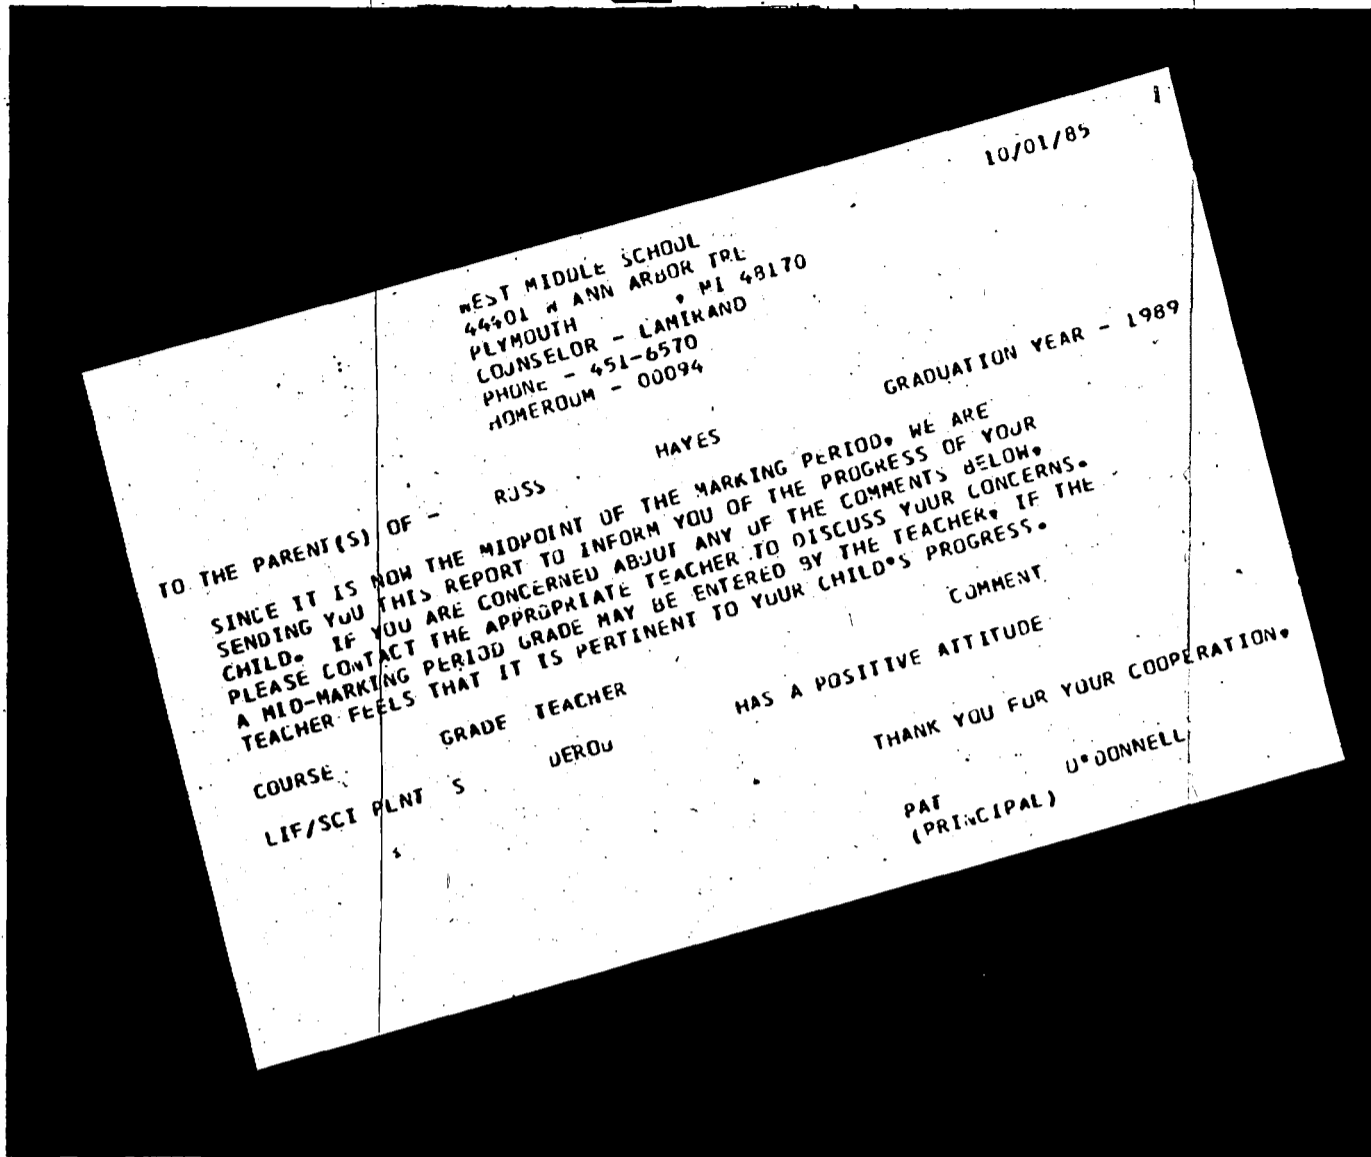 10/01/85
WEST MIDDLE SCHOOL
44401 W ANN ARBOR TRL
PLYMOUTH , MI 48170
COUNSELOR - LAMIRAND
PHONE - 451-6570
HOMEROOM - 00094
GRADUATION YEAR - 1989
TO THE PARENT(S) OF - RUSS HAYES
SINCE IT IS NOW THE MIDPOINT OF THE MARKING PERIOD, WE ARE
SENDING YOU THIS REPORT TO INFORM YOU OF THE PROGRESS OF YOUR
CHILD. IF YOU ARE CONCERNED ABOUT ANY OF THE COMMENTS BELOW,
PLEASE CONTACT THE APPROPRIATE TEACHER TO DISCUSS YOUR CONCERNS.
A MID-MARKING PERIOD GRADE MAY BE ENTERED BY THE TEACHER, IF THE
TEACHER FEELS THAT IT IS PERTINENT TO YOUR CHILD'S PROGRESS.
COURSE GRADE TEACHER COMMENT
LIF/SCI PLNT S DEROO HAS A POSITIVE ATTITUDE
THANK YOU FOR YOUR COOPERATION.
PAT O'DONNELL
(PRINCIPAL)